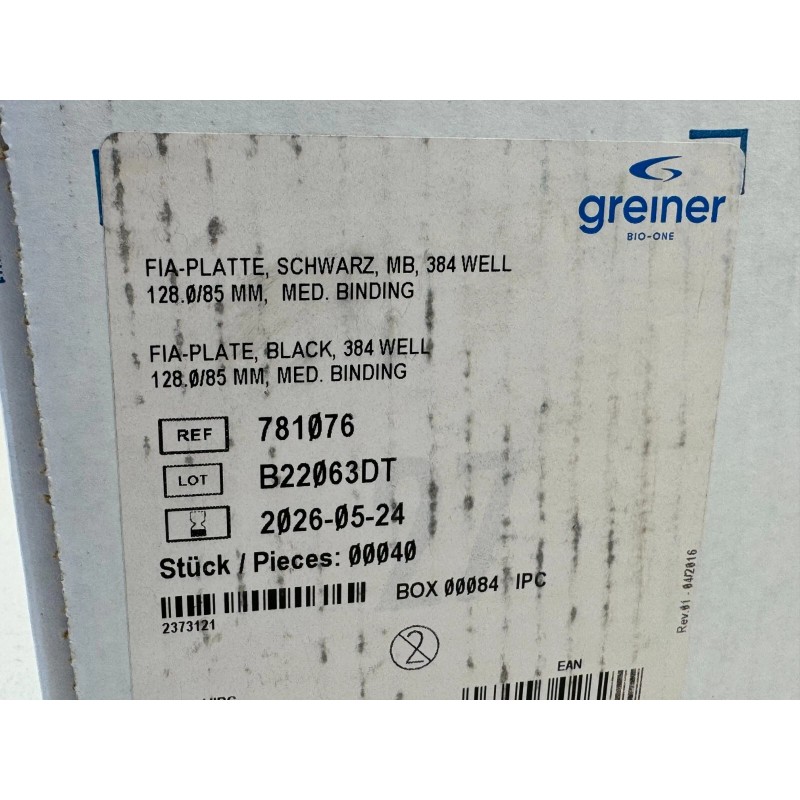 greiner
BIO-ONE
FIA-PLATTE, SCHWARZ, MB, 384 WELL
128.0/85 MM, MED. BINDING
FIA-PLATE, BLACK, 384 WELL
128.0/85 MM, MED. BINDING
REF 781076
LOT B22063DT
2026-05-24
Stück / Pieces: 00040
BOX 00084 IPC
2373121
2
EAN
Rev.01 - 04/2016